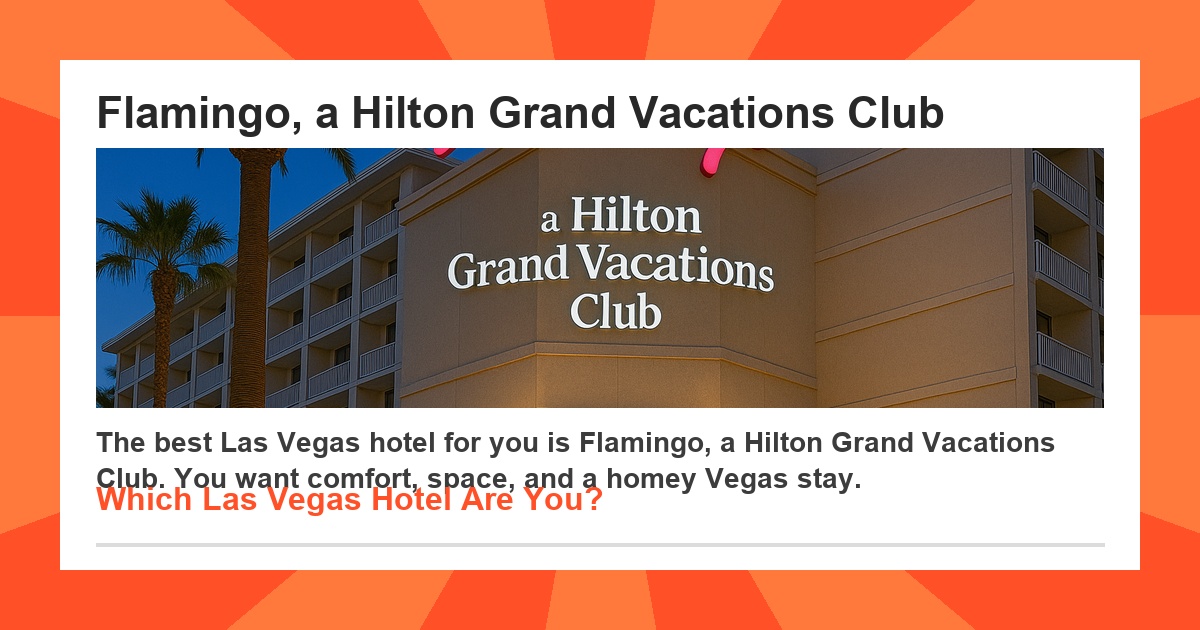 Flamingo, a Hilton Grand Vacations Club
a Hilton
Grand Vacations
Club
The best Las Vegas hotel for you is Flamingo, a Hilton Grand Vacations
Club. You want comfort, space, and a homey Vegas stay.
Which Las Vegas Hotel Are You?